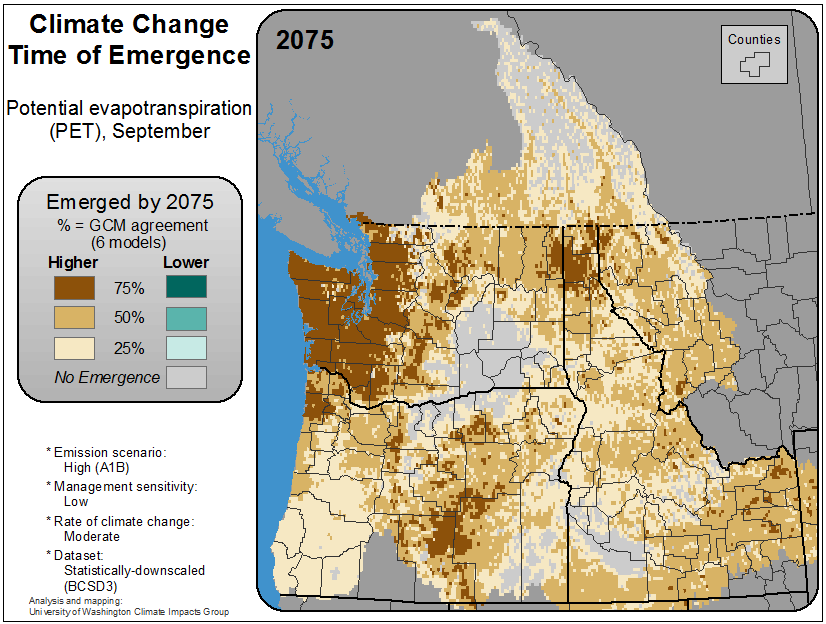 Climate Change
Time of Emergence
Potential evapotranspiration
(PET), September
Emerged by 2075
% = GCM agreement
(6 models)
Higher Lower
75%
50%
25%
No Emergence
* Emission scenario:
High (A1B)
* Management sensitivity:
Low
* Rate of climate change:
Moderate
* Dataset:
Statistically-downscaled
(BCSD3)
Analysis and mapping:
University of Washington Climate Impacts Group
2075
Counties